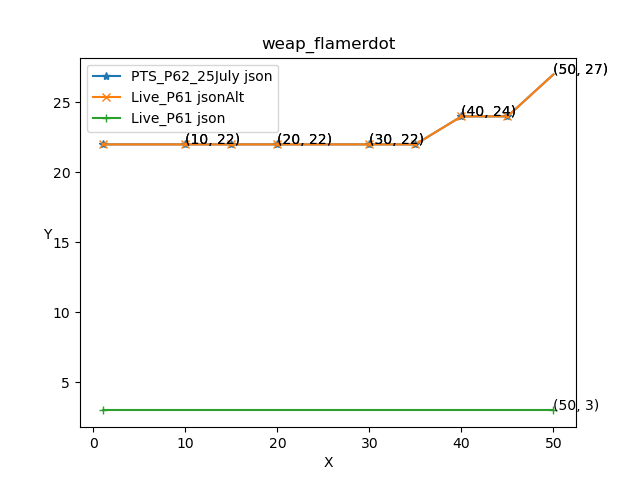 weap_flamerdot
PTS_P62_25July json
Live_P61 jsonAlt
Live_P61 json
(10, 22)
(20, 22)
(30, 22)
(40, 24)
(50, 27)
(50, 3)
Y
25
20
15
10
5
0
10
20
30
40
50
X